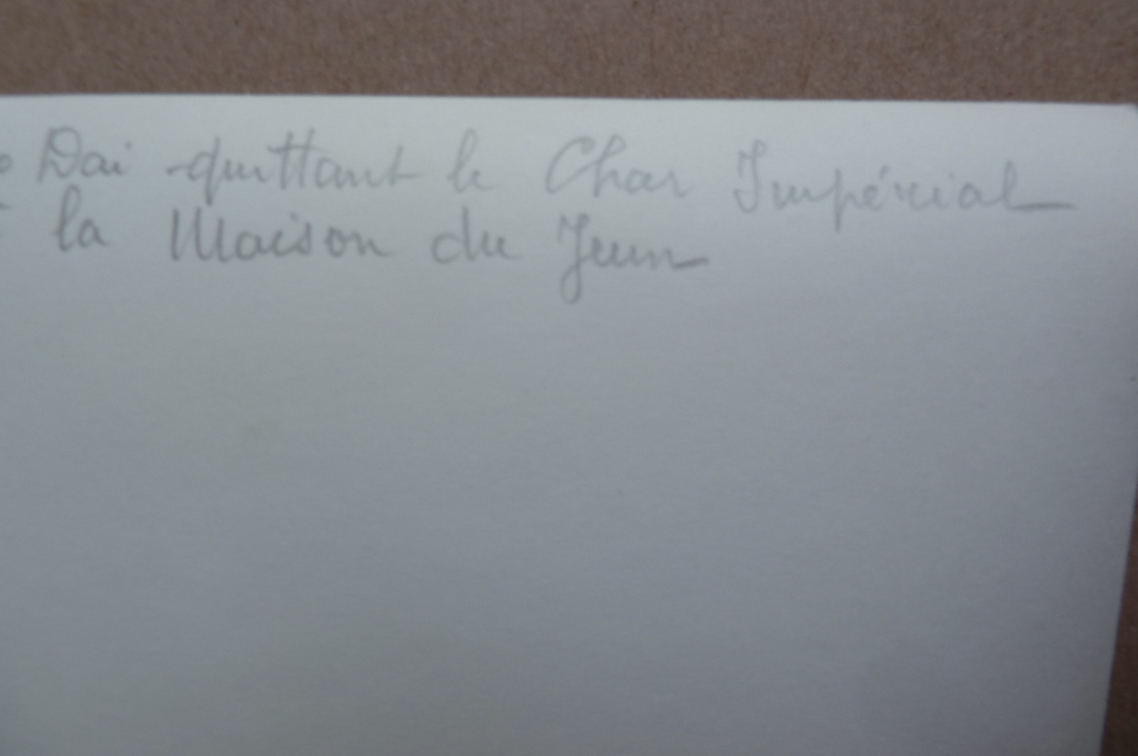 o Dai quittant le Char Impérial
la Maison du Jeun